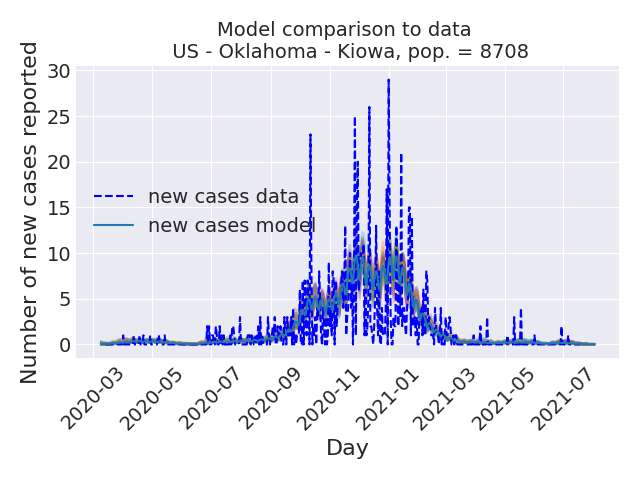 Model comparison to data
US - Oklahoma - Kiowa, pop. = 8708
Number of new cases reported
30
25
20
15
10
5
0
new cases data
new cases model
2020-03
2020-05
2020-07
2020-09
2020-11
2021-01
2021-03
2021-05
2021-07
Day